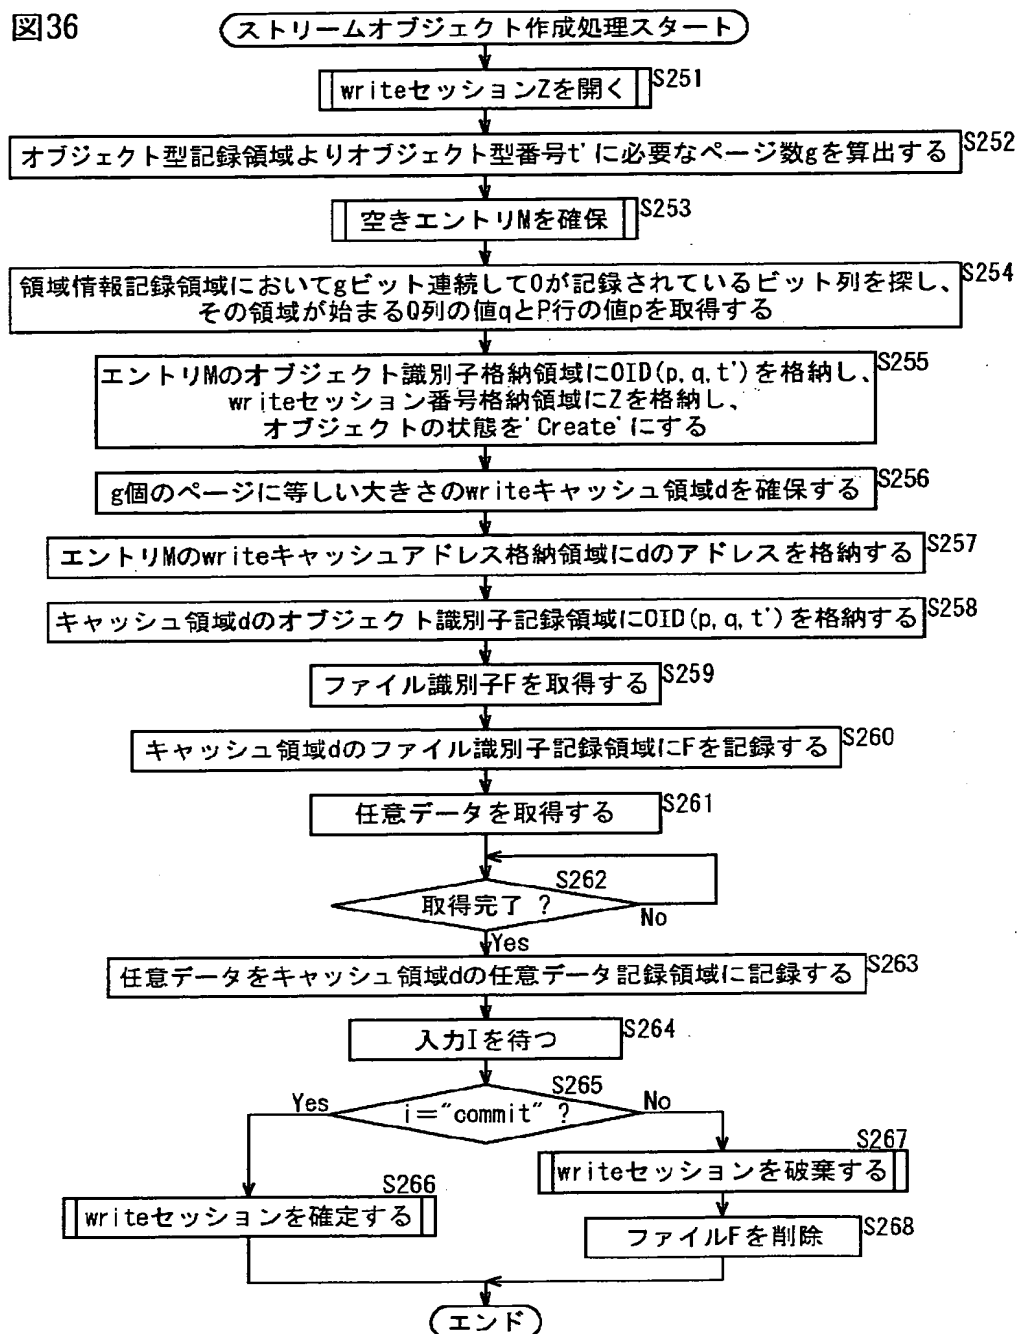 図36
ストリームオブジェクト作成処理スタート
writeセッションZを開く
S251
オブジェクト型記録領域よりオブジェクト型番号t'に必要なページ数gを算出する
S252
空きエントリMを確保
S253
領域情報記録領域においてgビット連続して0が記録されているビット列を探し、
その領域が始まるQ列の値qとP行の値pを取得する
S254
エントリMのオブジェクト識別子格納領域にOID(p,q,t')を格納し、
writeセッション番号格納領域にZを格納し、
オブジェクトの状態を'Create'にする
S255
g個のページに等しい大きさのwriteキャッシュ領域dを確保する
S256
エントリMのwriteキャッシュアドレス格納領域にdのアドレスを格納する
S257
キャッシュ領域dのオブジェクト識別子記録領域にOID(p,q,t')を格納する
S258
ファイル識別子Fを取得する
S259
キャッシュ領域dのファイル識別子記録領域にFを記録する
S260
任意データを取得する
S261
S262
取得完了 ?
No
Yes
任意データをキャッシュ領域dの任意データ記録領域に記録する
S263
入力Iを待つ
S264
S265
i="commit" ?
Yes
No
S267
writeセッションを破棄する
S266
writeセッションを確定する
ファイルFを削除
S268
エンド